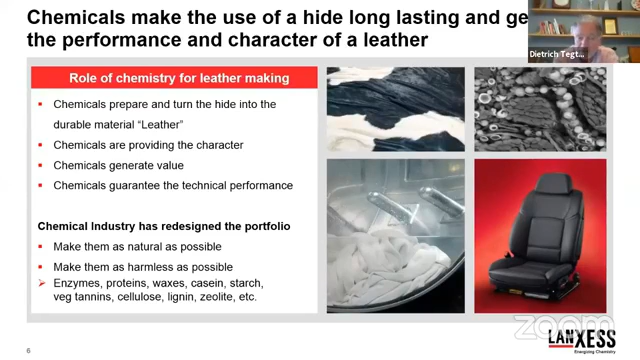 Chemicals make the use of a hide long lasting and ge
the performance and character of a leather
Dietrich Tegt...
Role of chemistry for leather making
Chemicals prepare and turn the hide into the
durable material “Leather”
Chemicals are providing the character
Chemicals generate value
Chemicals guarantee the technical performance
Chemical Industry has redesigned the portfolio
Make them as natural as possible
Make them as harmless as possible
Enzymes, proteins, waxes, casein, starch,
veg tannins, cellulose, lignin, zeolite, etc.
zoom
6
LANXESS
Energizing Chemistry